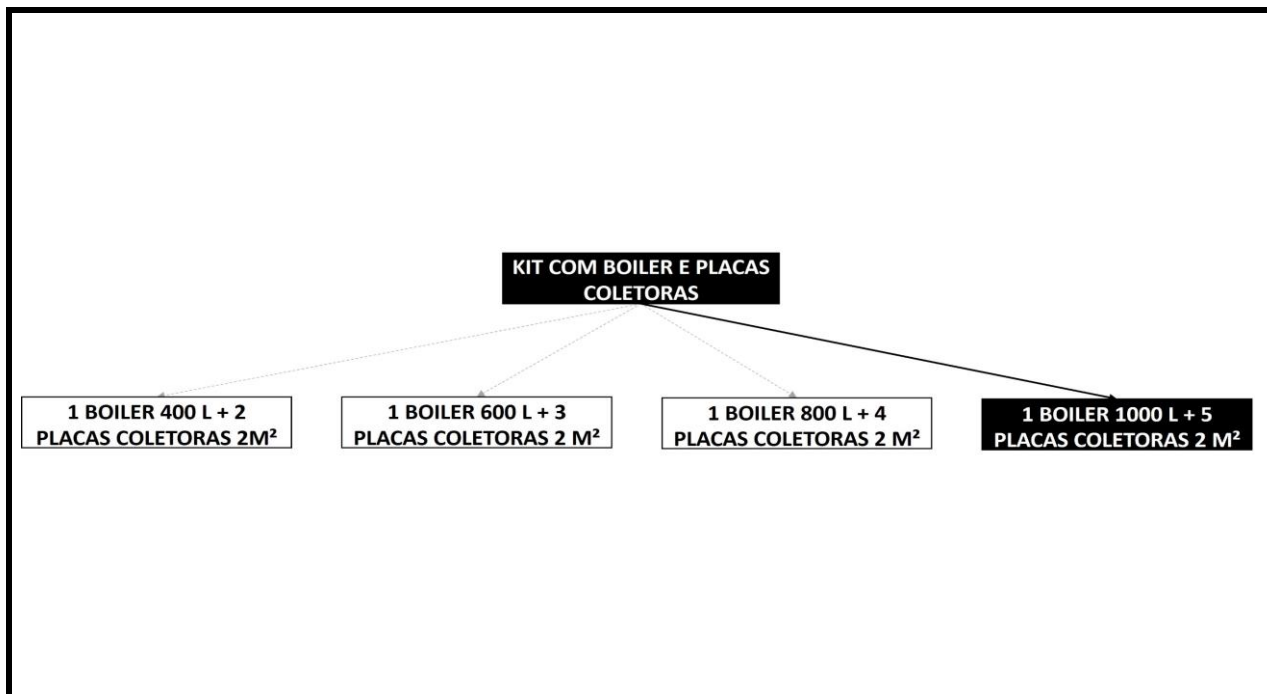 KIT COM BOILER E PLACAS
COLETORAS
1 BOILER 400 L + 2
PLACAS COLETORAS 2M²
1 BOILER 600 L + 3
PLACAS COLETORAS 2 M²
1 BOILER 800 L + 4
PLACAS COLETORAS 2 M²
1 BOILER 1000 L + 5
PLACAS COLETORAS 2 M²